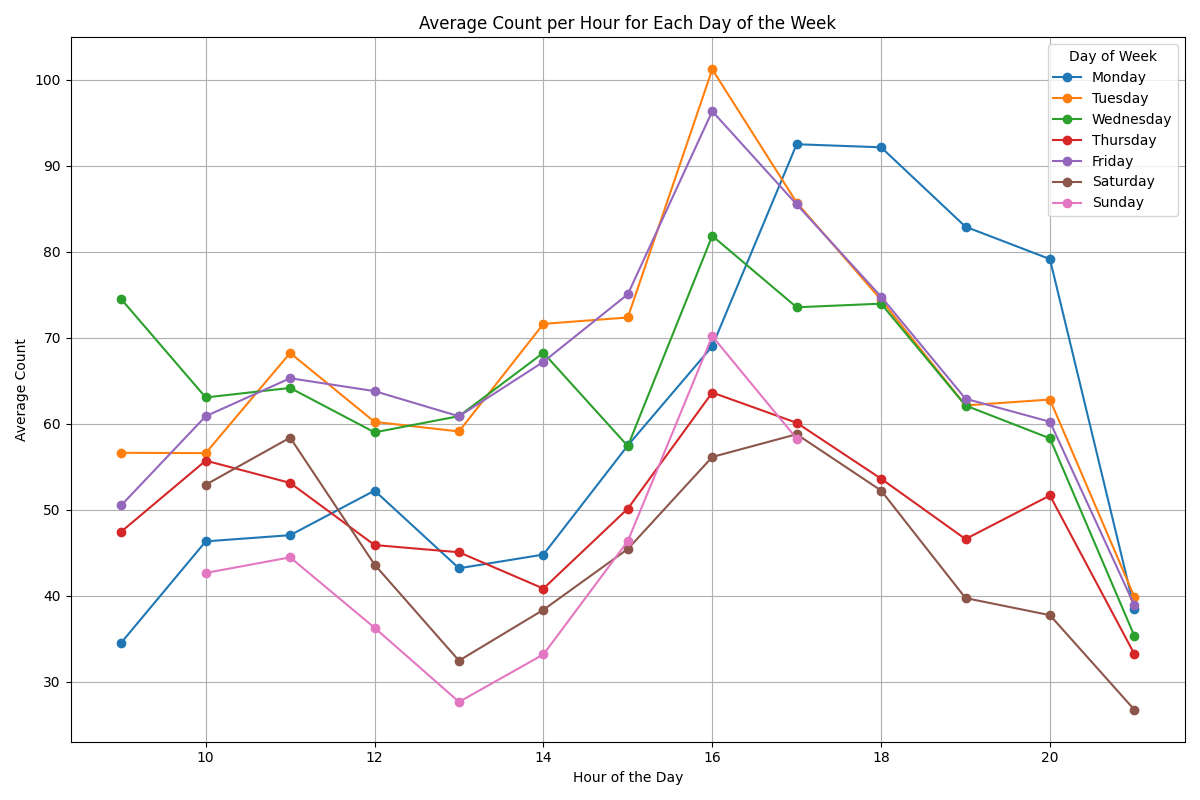 Average Count per Hour for Each Day of the Week
Day of Week
Monday
Tuesday
Wednesday
Thursday
Friday
Saturday
Sunday
Average Count
100
90
80
70
60
50
40
30
10 12 14 16 18 20
Hour of the Day